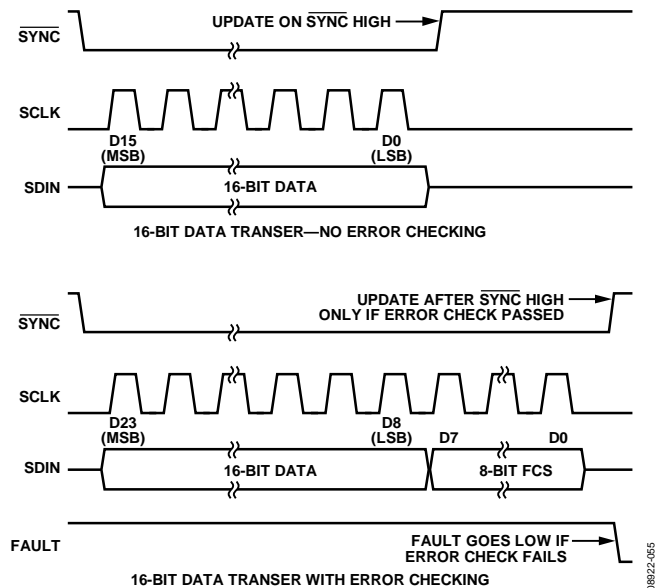 UPDATE ON SYNC HIGH
SYNC
SCLK
D15
(MSB)
D0
(LSB)
SDIN
16-BIT DATA
16-BIT DATA TRANSER—NO ERROR CHECKING
UPDATE AFTER SYNC HIGH
ONLY IF ERROR CHECK PASSED
SYNC
SCLK
D23
(MSB)
D8
(LSB)
D7
D0
SDIN
16-BIT DATA
8-BIT FCS
FAULT
FAULT GOES LOW IF
ERROR CHECK FAILS
16-BIT DATA TRANSER WITH ERROR CHECKING
08922-055